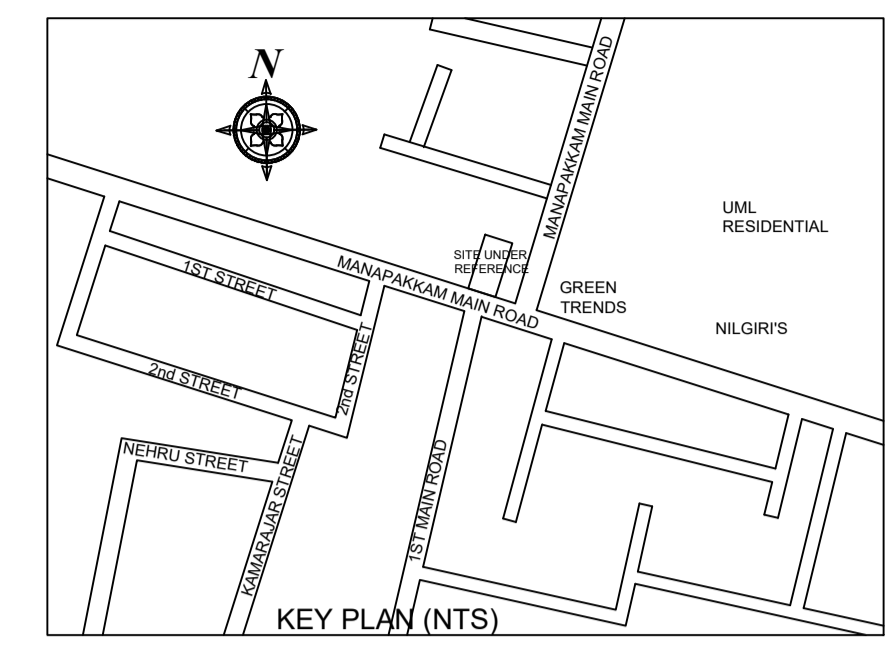 N
MANAPAKKAM MAIN ROAD
UML
RESIDENTIAL
SITE UNDER
REFERENCE
MANAPAKKAM MAIN ROAD
1ST STREET
GREEN
TRENDS
NILGIRI'S
2nd STREET
2nd STREET
NEHRU STREET
KAMARAJAR STREET
1ST MAIN ROAD
KEY PLAN (NTS)